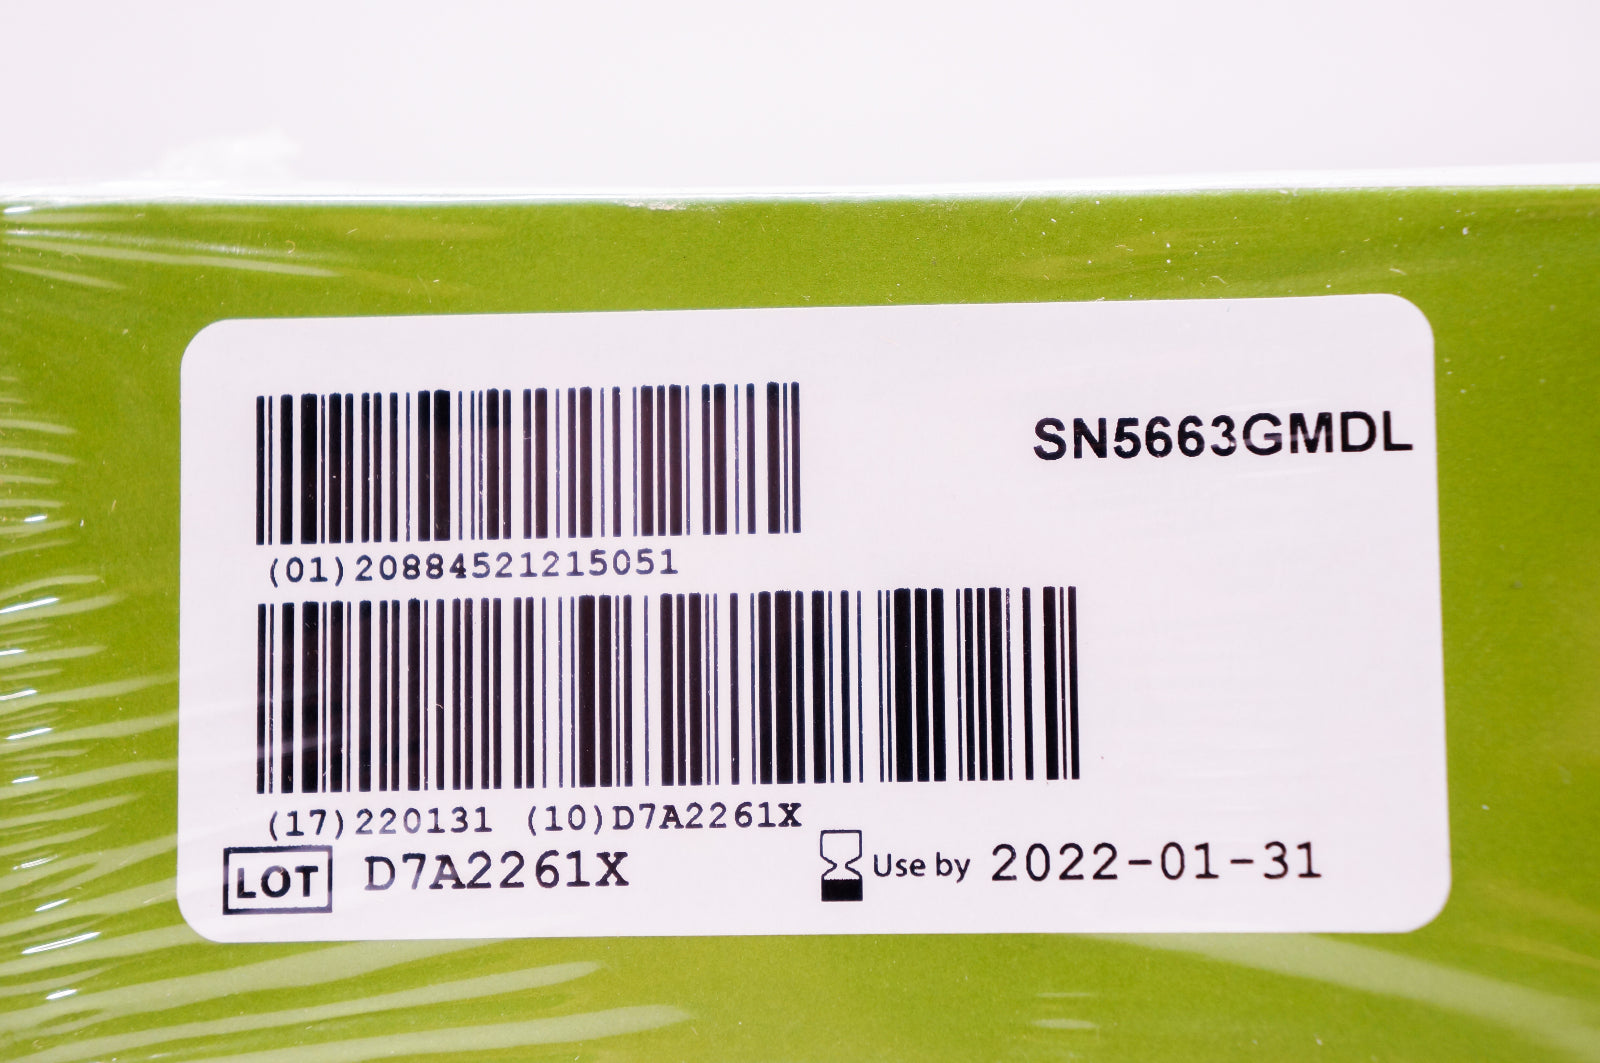 SN5663GMDL
(01)20884521215051
(17)220131 (10)D7A2261X
LOT D7A2261X Use by 2022-01-31